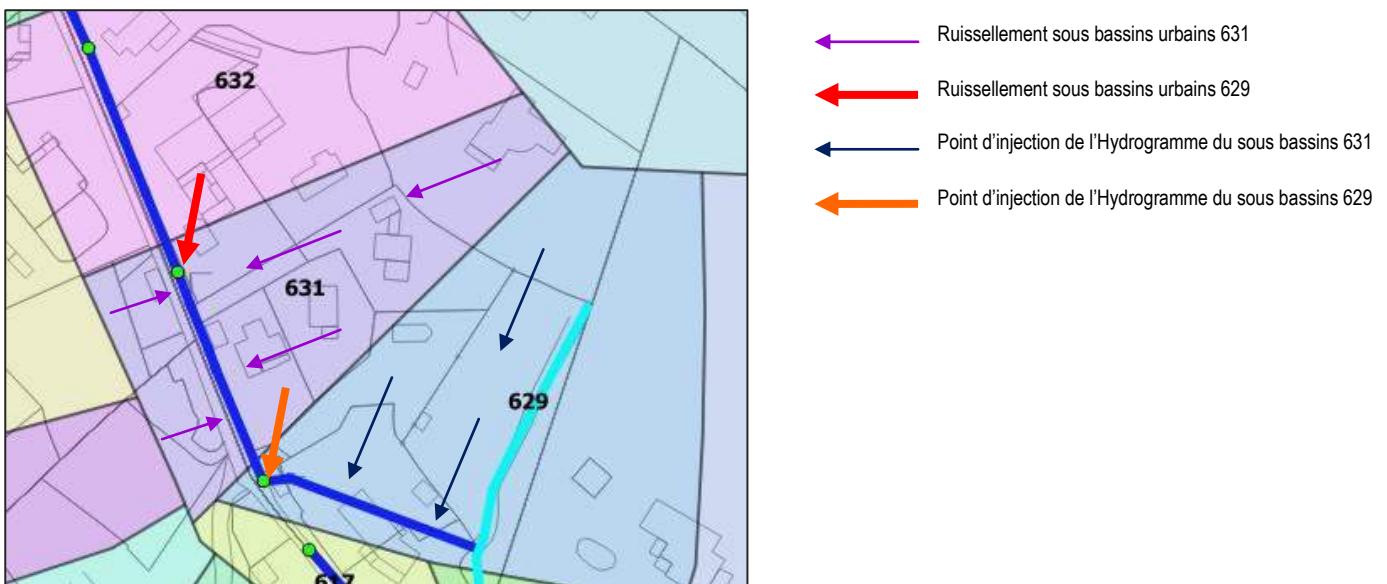 632
631
629
617
Ruissellement sous bassins urbains 631
Ruissellement sous bassins urbains 629
Point d'injection de l'Hydrogramme du sous bassins 631
Point d'injection de l'Hydrogramme du sous bassins 629